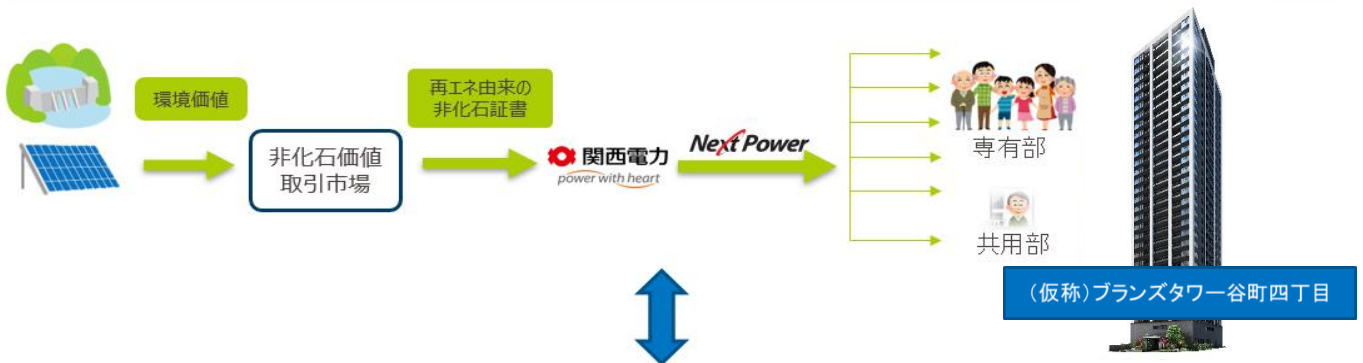 環境価値
再エネ由来の
非化石証書
非化石価値
取引市場
関西電力
power with heart
Next Power
専有部
共用部
（仮称）ブランズタワー谷町四丁目